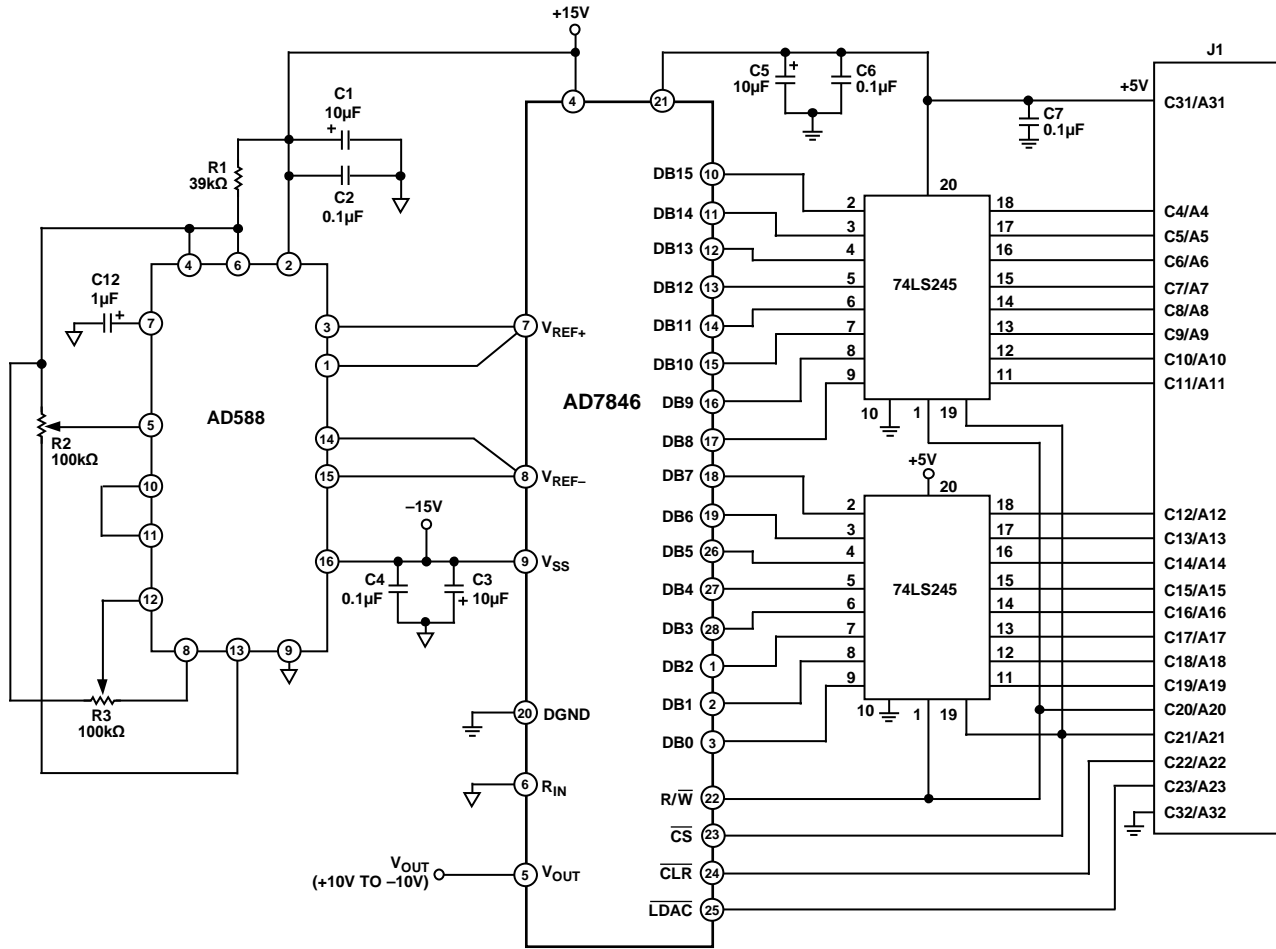 +15V
J1
C1
10µF
+
C2
0.1µF
R1
39kΩ
4
21
C5
10µF
+
C6
0.1µF
+5V
C7
0.1µF
C31/A31
4
6
2
C12
1µF
+
7
3
1
5
R2
100kΩ
AD588
14
15
10
11
12
16
8
13
9
R3
100kΩ
–15V
C4
0.1µF
C3
+ 10µF
7 VREF+
8 VREF–
9 VSS
20 DGND
6 RIN
5 VOUT
VOUT
(+10V TO –10V)
AD7846
DB15 10
DB14 11
DB13 12
DB12 13
DB11 14
DB10 15
DB9 16
DB8 17
DB7 18
DB6 19
DB5 26
DB4 27
DB3 28
DB2 1
DB1 2
DB0 3
R/W 22
CS 23
CLR 24
LDAC 25
20
2
3
4
5
6
7
8
9
74LS245
18
17
16
15
14
13
12
11
10
1
19
C4/A4
C5/A5
C6/A6
C7/A7
C8/A8
C9/A9
C10/A10
C11/A11
+5V
20
2
3
4
5
6
7
8
9
74LS245
18
17
16
15
14
13
12
11
10
1
19
C12/A12
C13/A13
C14/A14
C15/A15
C16/A16
C17/A17
C18/A18
C19/A19
C20/A20
C21/A21
C22/A22
C23/A23
C32/A32